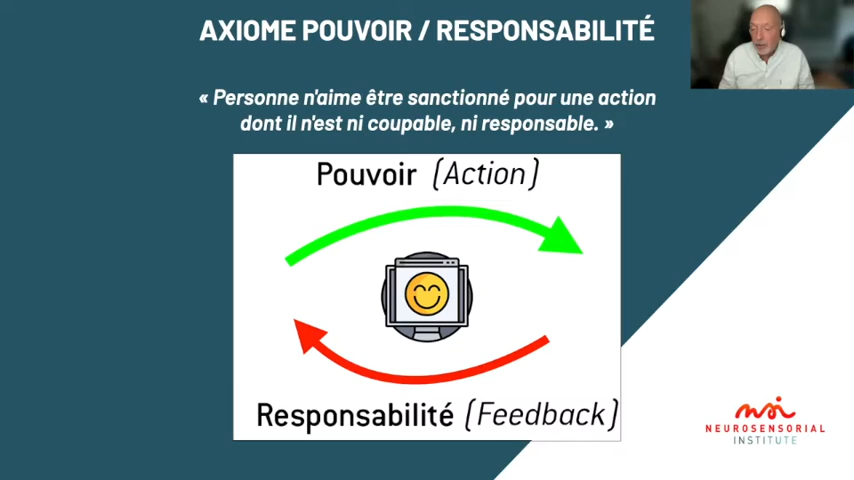 AXIOME POUVOIR / RESPONSABILITÉ
« Personne n'aime être sanctionné pour une action
dont il n'est ni coupable, ni responsable. »
Pouvoir (Action)
Responsabilité (Feedback)
nsi
NEUROSENSORIAL
INSTITUTE